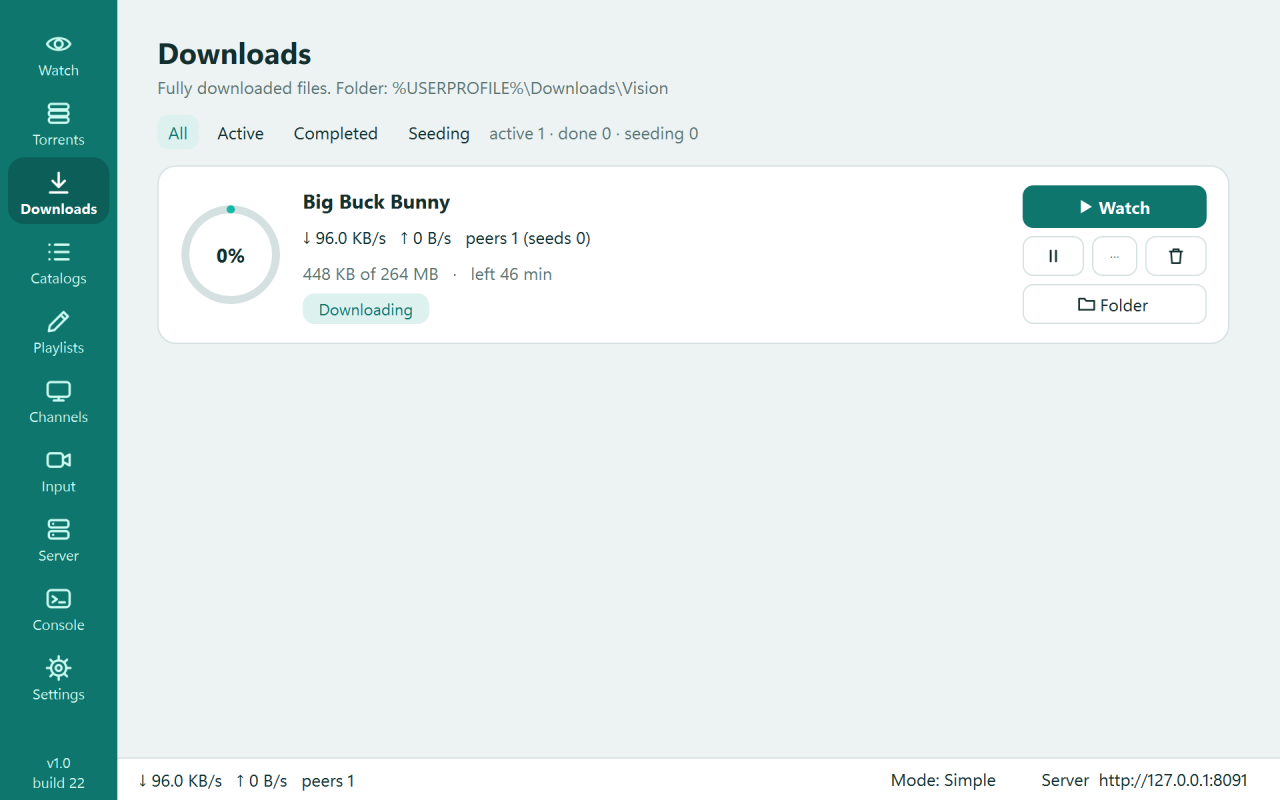 Watch
Torrents
Downloads
Catalogs
Playlists
Channels
Input
Server
Console
Settings
v1.0
build 22
Downloads
Fully downloaded files. Folder: %USERPROFILE%\Downloads\Vision
All Active Completed Seeding active 1 · done 0 · seeding 0
0%
Big Buck Bunny
↓ 96.0 KB/s ↑ 0 B/s peers 1 (seeds 0)
448 KB of 264 MB · left 46 min
Downloading
Watch
...
Folder
↓ 96.0 KB/s ↑ 0 B/s peers 1
Mode: Simple Server http://127.0.0.1:8091